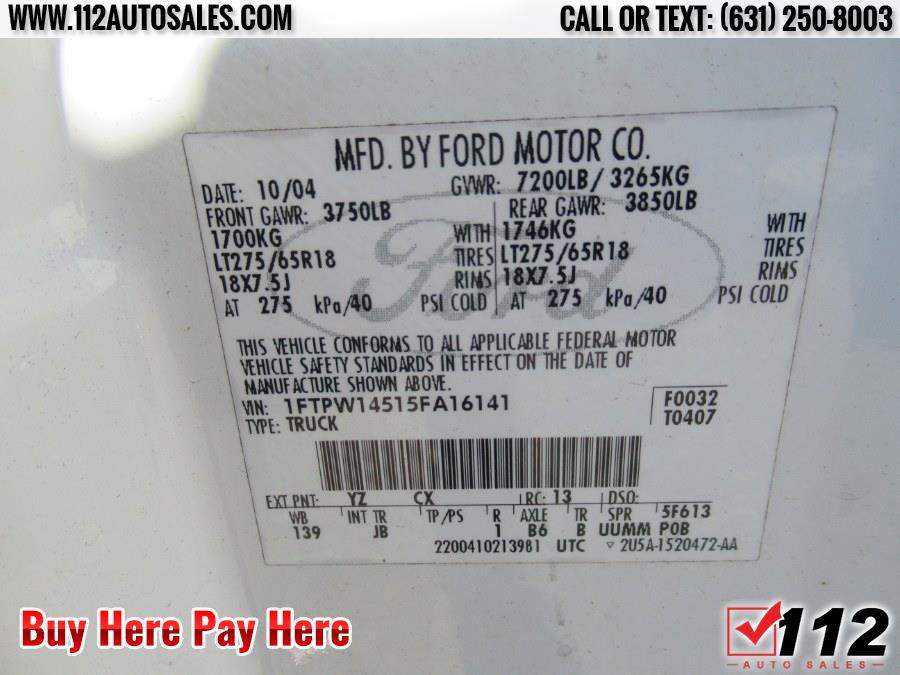 WWW.112AUTOSALES.COM CALL OR TEXT: (631) 250-8003
MFD. BY FORD MOTOR CO.
DATE: 10/04 GVWR: 7200LB/ 3265KG
FRONT GAWR: 3750LB REAR GAWR: 3850LB
1700KG WITH 1746KG WITH
LT275/65R18 TIRES LT275/65R18 TIRES
18X7.5J RIMS 18X7.5J RIMS
AT 275 kPa/40 PSI COLD AT 275 kPa/40 PSI COLD
Ford
THIS VEHICLE CONFORMS TO ALL APPLICABLE FEDERAL MOTOR
VEHICLE SAFETY STANDARDS IN EFFECT ON THE DATE OF
MANUFACTURE SHOWN ABOVE.
VIN: 1FTPW14515FA16141 F0032
TYPE: TRUCK T0407
EXT PNT: YZ CX RC: 13 DSO:
WB INT TR TP/PS R AXLE TR SPR 5F613
139 JB 1 B6 B UUMM POB
2200410213981 UTC ▽ 2U5A-1520472-AA
Buy Here Pay Here
112
AUTO SALES